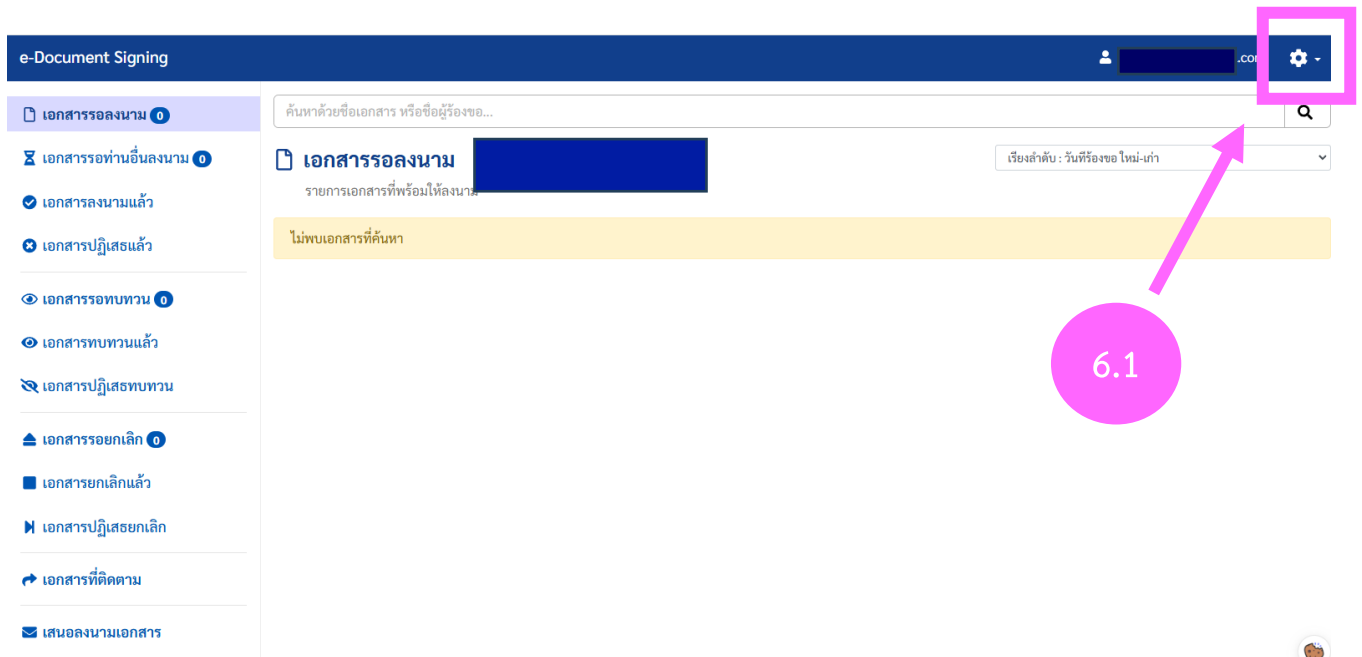 e-Document Signing
.co
เอกสารรอลงนาม 0
เอกสารรอท่านอื่นลงนาม 0
เอกสารลงนามแล้ว
เอกสารปฏิเสธแล้ว
เอกสารรอทบทวน 0
เอกสารทบทวนแล้ว
เอกสารปฏิเสธทบทวน
เอกสารรอยกเลิก 0
เอกสารยกเลิกแล้ว
เอกสารปฏิเสธยกเลิก
เอกสารที่ติดตาม
เสนอลงนามเอกสาร
ค้นหาด้วยชื่อเอกสาร หรือชื่อผู้ร้องขอ...
เอกสารรอลงนาม
รายการเอกสารที่พร้อมให้ลงนาม
เรียงลำดับ : วันที่ร้องขอ ใหม่-เก่า
ไม่พบเอกสารที่ค้นหา
6.1